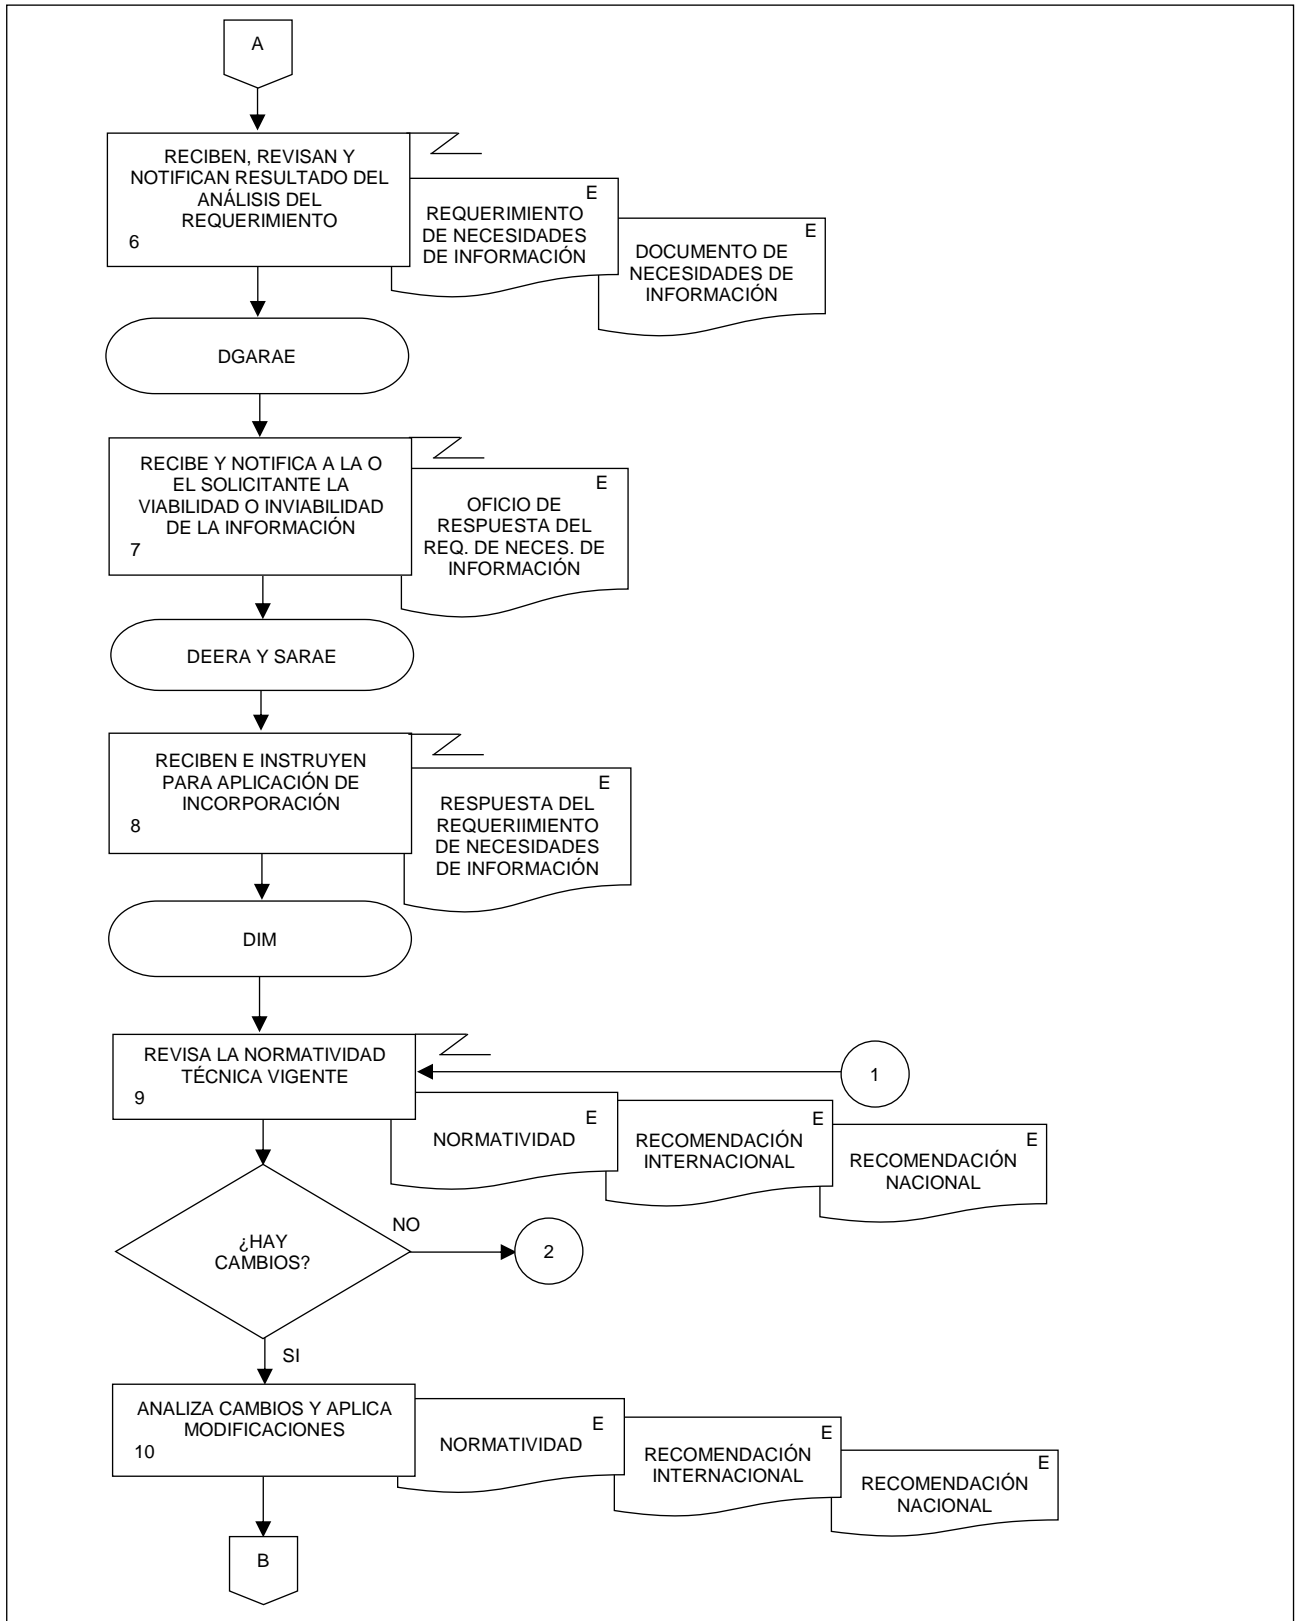 A
RECIBEN, REVISAN Y
NOTIFICAN RESULTADO DEL
ANÁLISIS DEL
REQUERIMIENTO
6
E
REQUERIMIENTO
DE NECESIDADES
DE INFORMACIÓN
E
DOCUMENTO DE
NECESIDADES DE
INFORMACIÓN
DGARAE
RECIBE Y NOTIFICA A LA O
EL SOLICITANTE LA
VIABILIDAD O INVIABILIDAD
DE LA INFORMACIÓN
7
E
OFICIO DE
RESPUESTA DEL
REQ. DE NECES. DE
INFORMACIÓN
DEERA Y SARAE
RECIBEN E INSTRUYEN
PARA APLICACIÓN DE
INCORPORACIÓN
8
E
RESPUESTA DEL
REQUERIIMIENTO
DE NECESIDADES
DE INFORMACIÓN
DIM
REVISA LA NORMATIVIDAD
TÉCNICA VIGENTE
9
1
E
NORMATIVIDAD
E
RECOMENDACIÓN
INTERNACIONAL
E
RECOMENDACIÓN
NACIONAL
¿HAY
CAMBIOS?
NO
2
SI
ANALIZA CAMBIOS Y APLICA
MODIFICACIONES
10
E
NORMATIVIDAD
E
RECOMENDACIÓN
INTERNACIONAL
E
RECOMENDACIÓN
NACIONAL
B